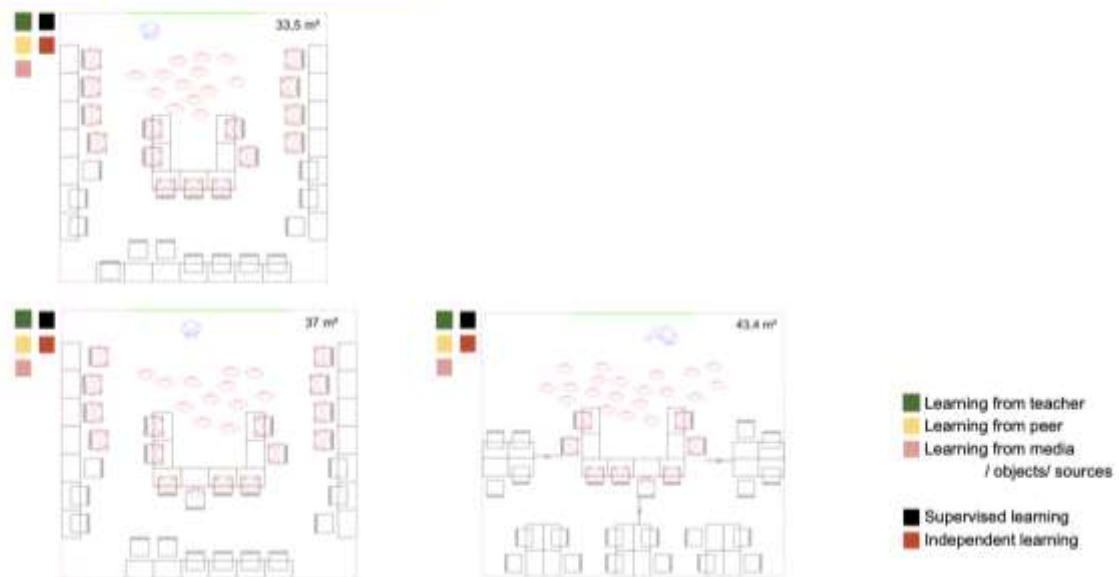 33,5 m²
37 m²
43,4 m²
Learning from teacher
Learning from peer
Learning from media
/ objects/ sources
Supervised learning
Independent learning